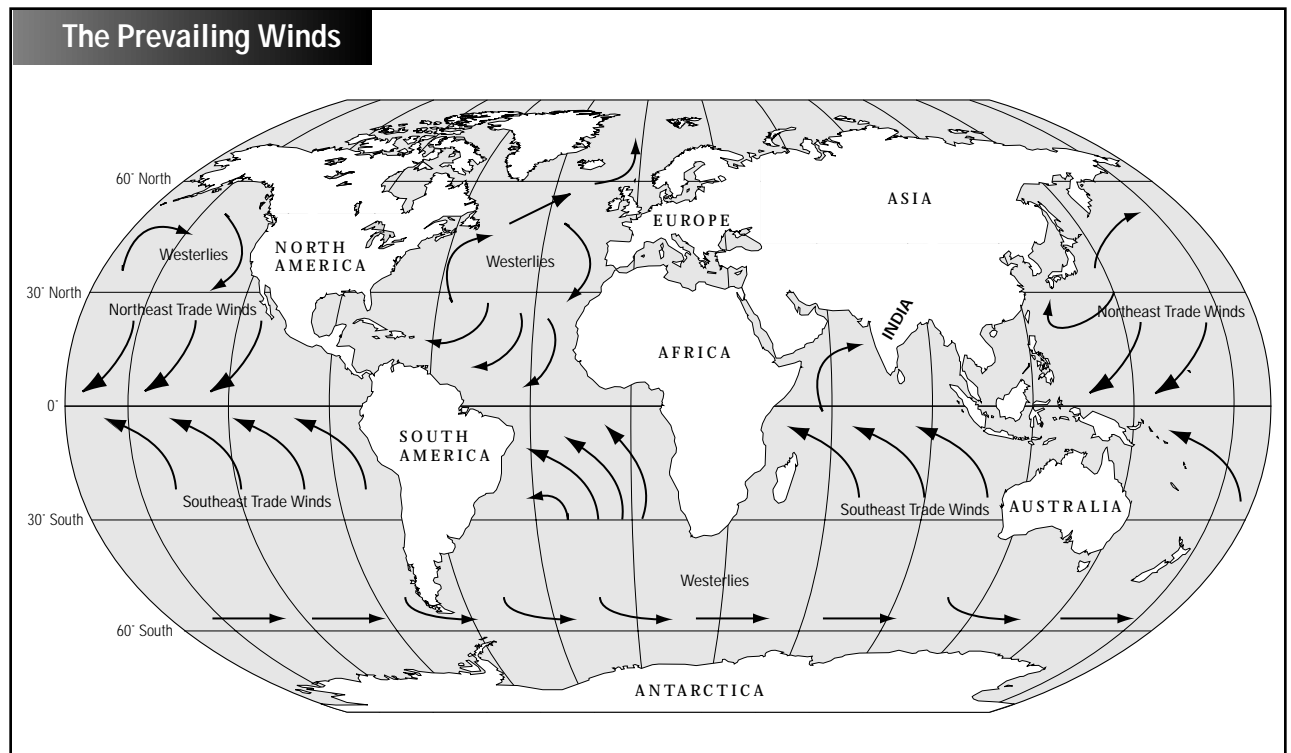 The Prevailing Winds
60° North
ASIA
EUROPE
NORTH
AMERICA
Westerlies
Westerlies
30° North
Northeast Trade Winds
Northeast Trade Winds
INDIA
AFRICA
0°
SOUTH
AMERICA
Southeast Trade Winds
Southeast Trade Winds
AUSTRALIA
30° South
Westerlies
60° South
ANTARCTICA